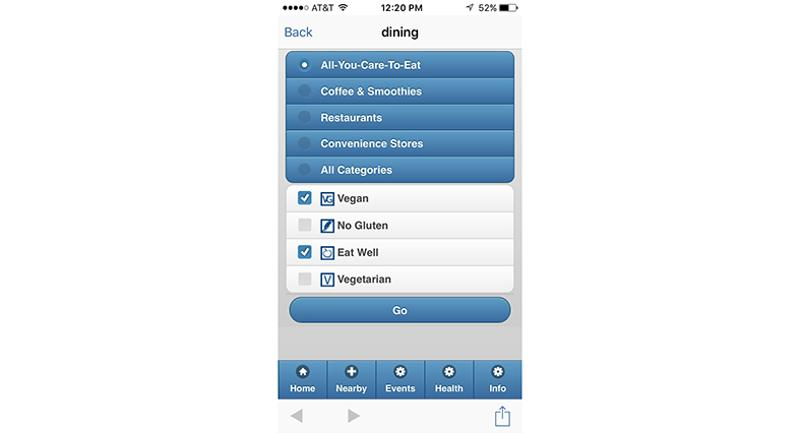 AT&T 12:20 PM 52%
Back dining
All-You-Care-To-Eat
Coffee & Smoothies
Restaurants
Convenience Stores
All Categories
VG Vegan
No Gluten
Eat Well
V Vegetarian
Go
Home Nearby Events Health Info